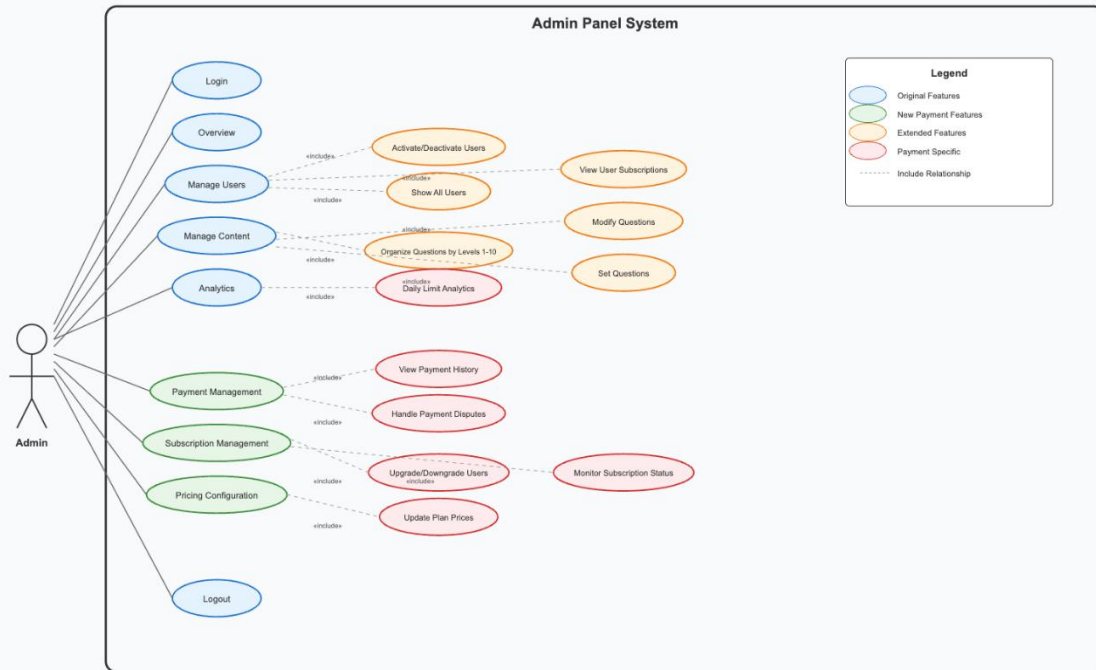 Admin Panel System
Legend
Original Features
New Payment Features
Extended Features
Payment Specific
Include Relationship
Login
Overview
Manage Users
Manage Content
Analytics
Payment Management
Subscription Management
Pricing Configuration
Logout
Admin
«include»
Activate/Deactivate Users
«include»
View User Subscriptions
«include»
Show All Users
«include»
Modify Questions
Organize Questions by Levels 1-10
«include»
Set Questions
«include»
Daily Limit Analytics
«include»
«include»
View Payment History
«include»
Handle Payment Disputes
«include»
Upgrade/Downgrade Users
«include»
Monitor Subscription Status
«include»
Update Plan Prices